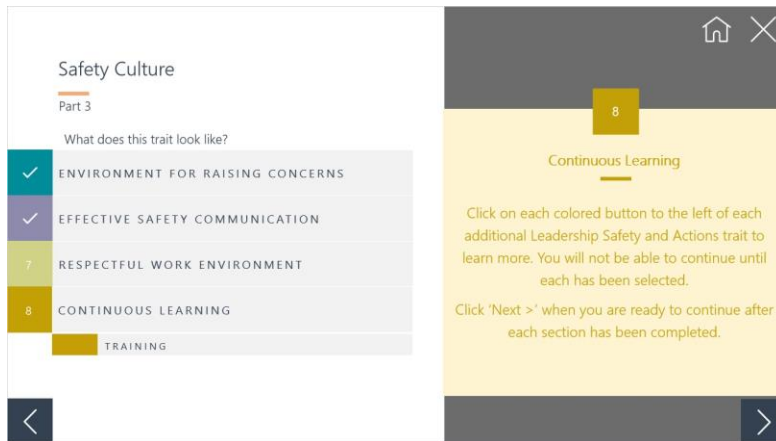 Safety Culture
Part 3
What does this trait look like?
ENVIRONMENT FOR RAISING CONCERNS
EFFECTIVE SAFETY COMMUNICATION
7 RESPECTFUL WORK ENVIRONMENT
8 CONTINUOUS LEARNING
TRAINING
8
Continuous Learning
Click on each colored button to the left of each
additional Leadership Safety and Actions trait to
learn more. You will not be able to continue until
each has been selected.
Click 'Next >' when you are ready to continue after
each section has been completed.